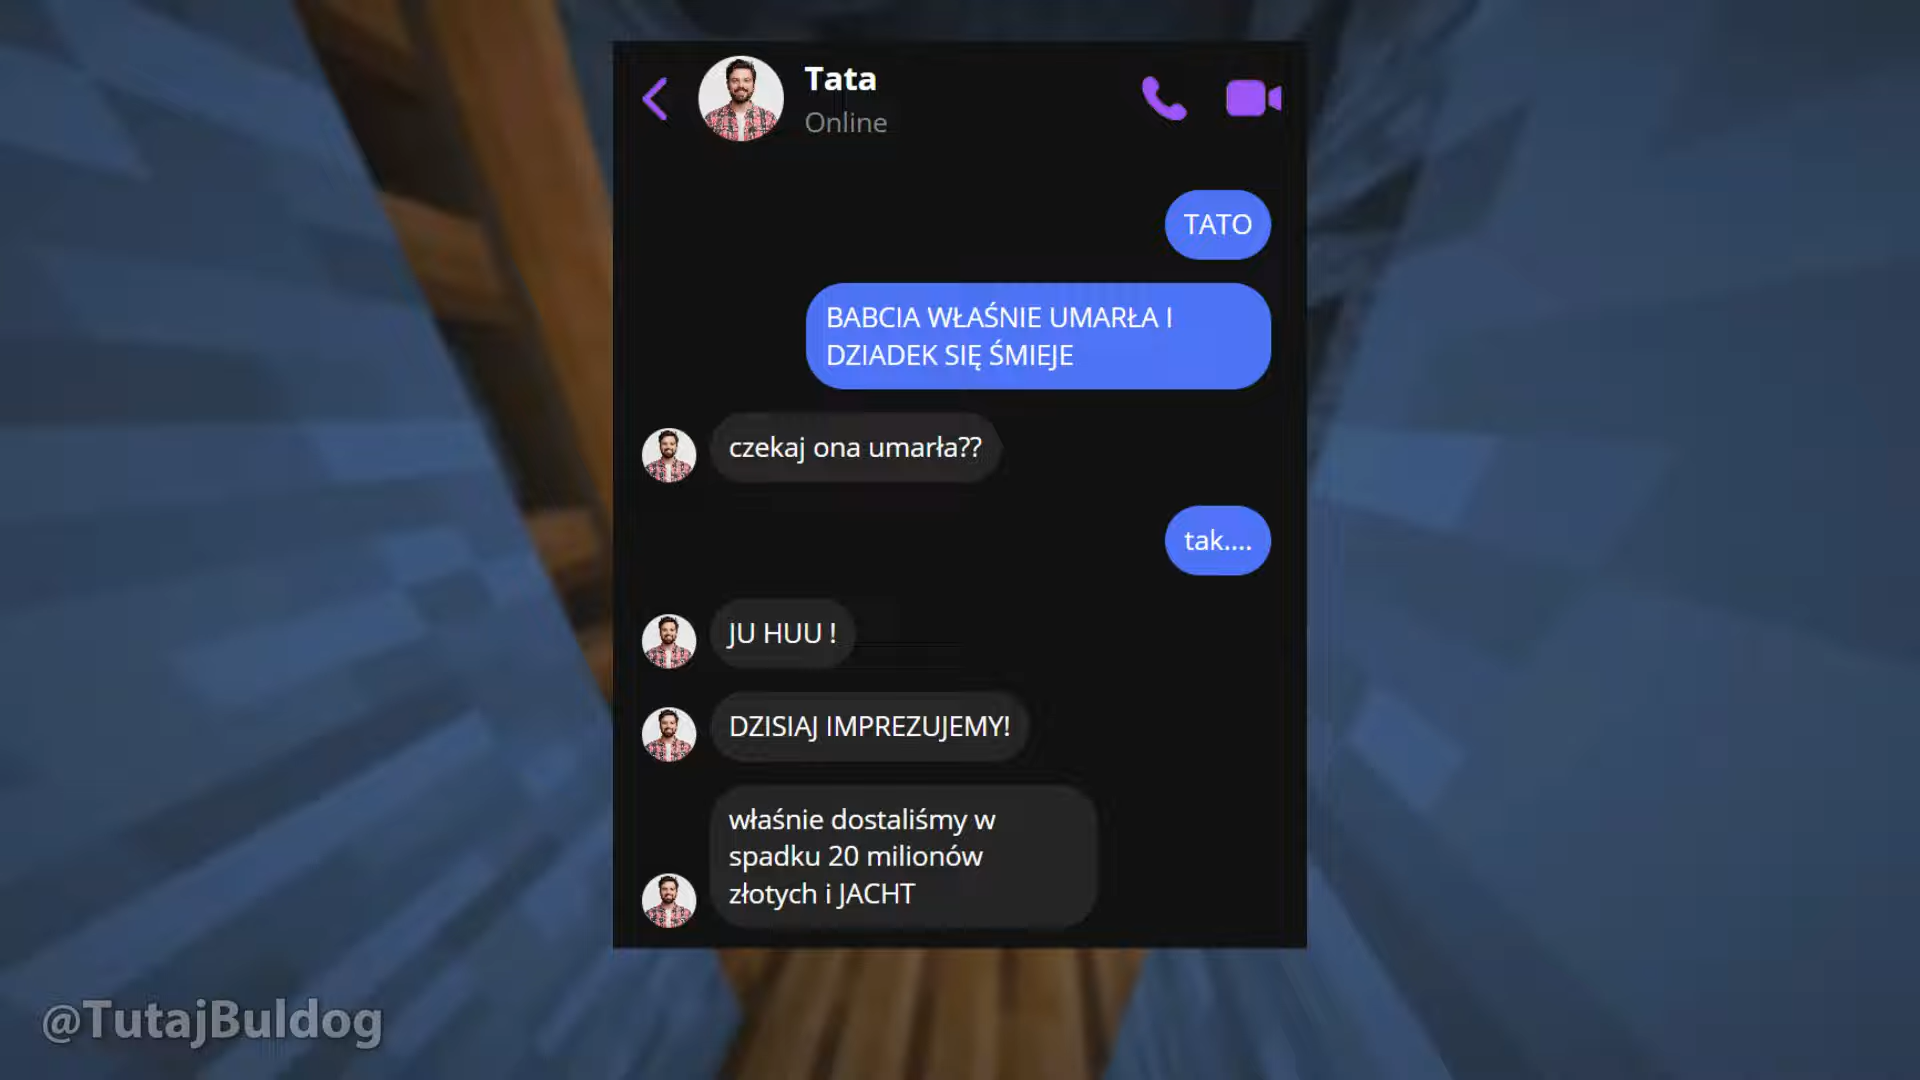 Tata
Online
TATO
BABCIA WŁAŚNIE UMARŁA I
DZIADEK SIĘ ŚMIEJE
czekaj ona umarła??
tak....
JU HUU !
DZISIAJ IMPREZUJEMY!
właśnie dostaliśmy w
spadku 20 milionów
złotych i JACHT
@TutajBuldog